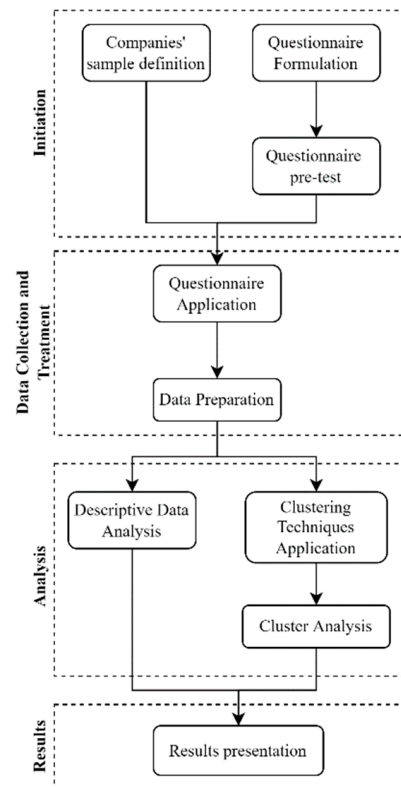 Initiation
Companies'
sample definition
Questionnaire
Formulation
Questionnaire
pre-test
Data Collection and
Treatment
Questionnaire
Application
Data Preparation
Analysis
Descriptive Data
Analysis
Clustering
Techniques
Application
Cluster Analysis
Results
Results presentation